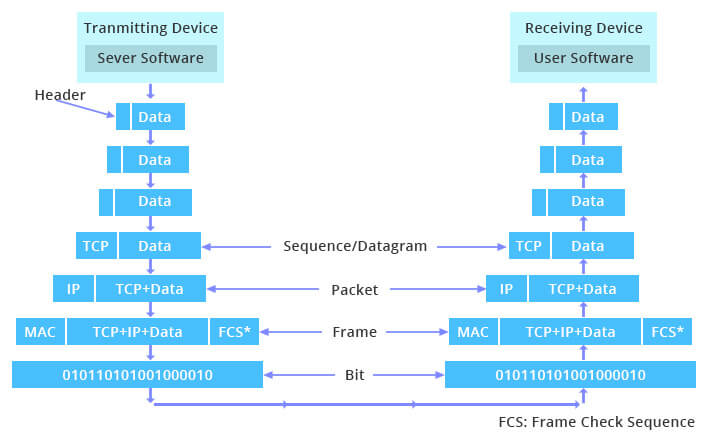 Tranmitting Device
Receiving Device
Sever Software
User Software
Header
Data
Data
Data
Data
Data
Data
TCP Data
Sequence/Datagram
TCP Data
IP TCP+Data
Packet
IP TCP+Data
MAC TCP+IP+Data FCS*
Frame
MAC TCP+IP+Data FCS*
010110101001000010
Bit
010110101001000010
FCS: Frame Check Sequence